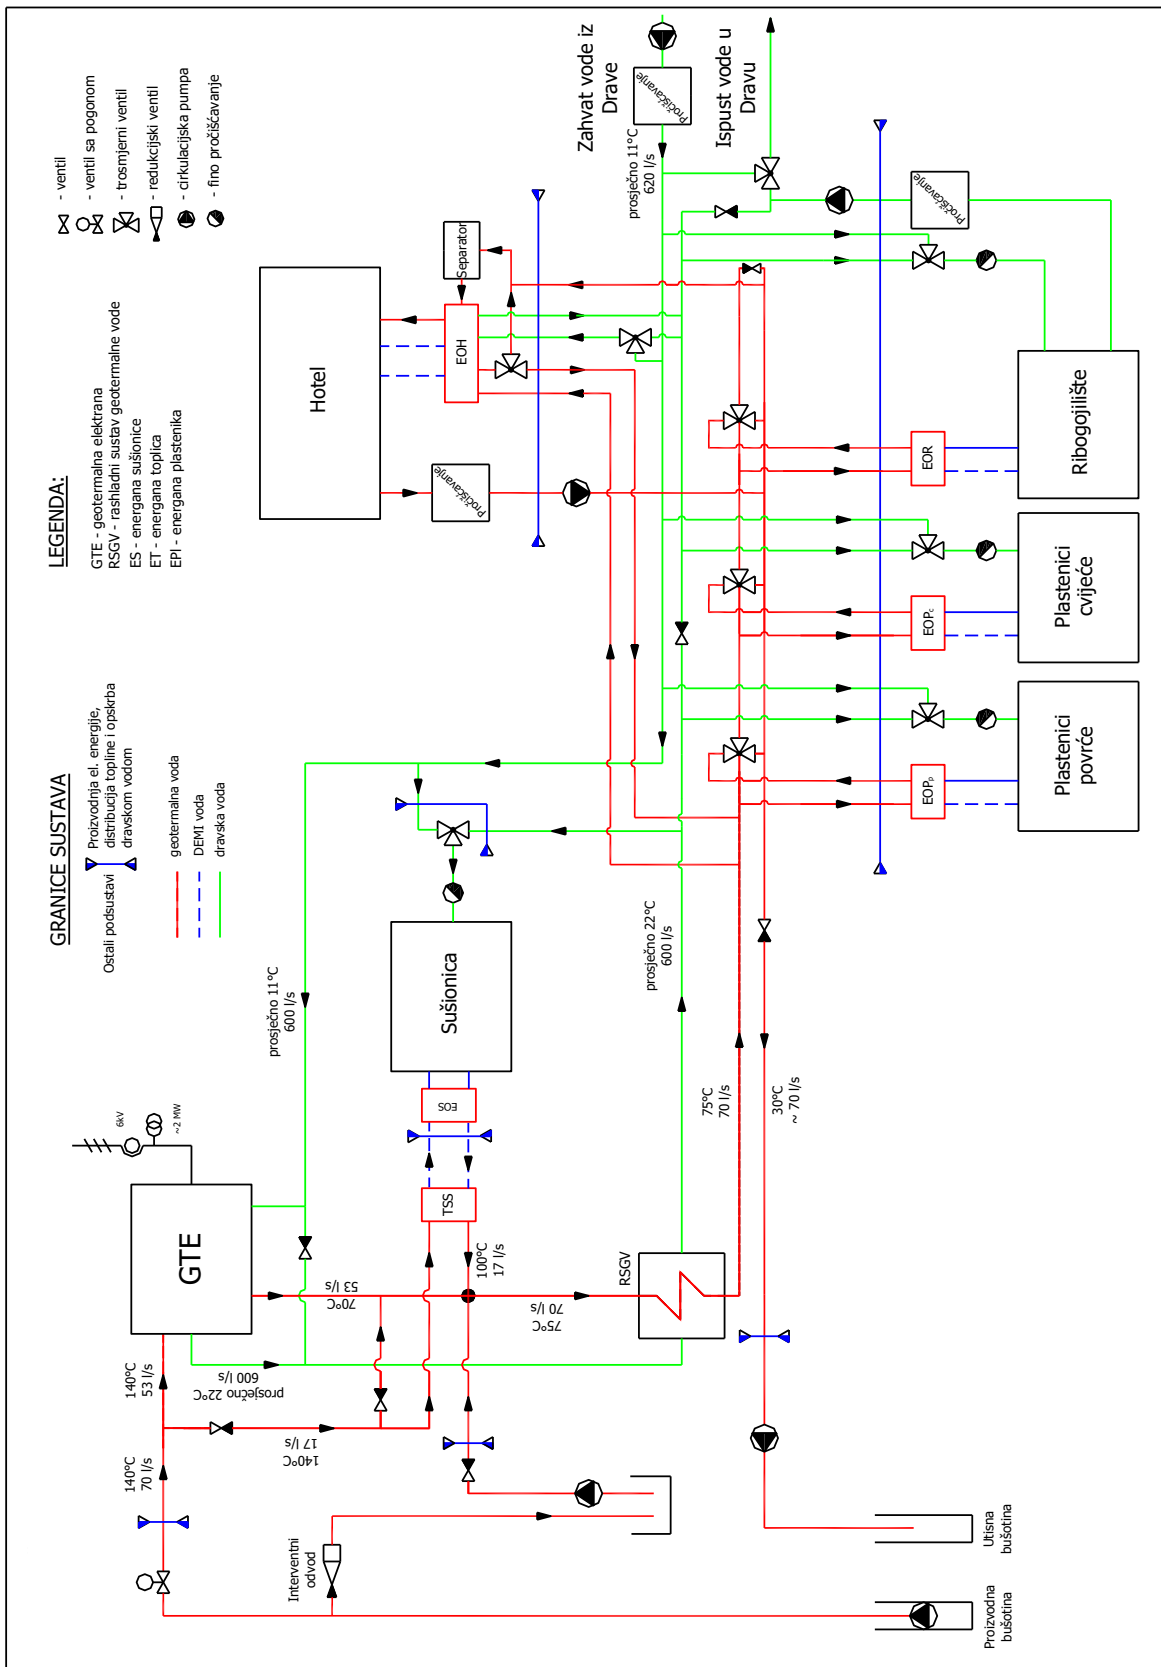 LEGENDA:
GTE - geotermalna elektrana
RSGV - rashladni sustav geotermalne vode
ES - energana sušionice
ET - energana toplica
EPI - energana plastenika
- ventil
- ventil sa pogonom
- trosmjerni ventil
- redukcijski ventil
- cirkulacijska pumpa
- fino pročišćavanje
GRANICE SUSTAVA
Ostali podsustavi
Proizvodnja el. energije,
distribucija topline i opskrba
dravskom vodom
geotermalna voda
DEMI voda
dravska voda
Hotel
EOH
Separator
Pročišćavanje
Zahvat vode iz
Drave
Pročišćavanje
prosječno 11°C
620 l/s
Ispust vode u
Dravu
Pročišćavanje
6kV
~2 MW
GTE
prosječno 11°C
600 l/s
Sušionica
EOS
TSS
100°C
17 l/s
140°C
70 l/s
140°C
53 l/s
prosječno 22°C
600 l/s
140°C
17 l/s
70°C
53 l/s
75°C
70 l/s
RSGV
prosječno 22°C
600 l/s
75°C
70 l/s
30°C
~ 70 l/s
EOPₚ
Plastenici
povrće
EOP꜀
Plastenici
cvijeće
EOR
Ribogojilište
Interventni
odvod
Proizvodna
bušotina
Utisna
bušotina